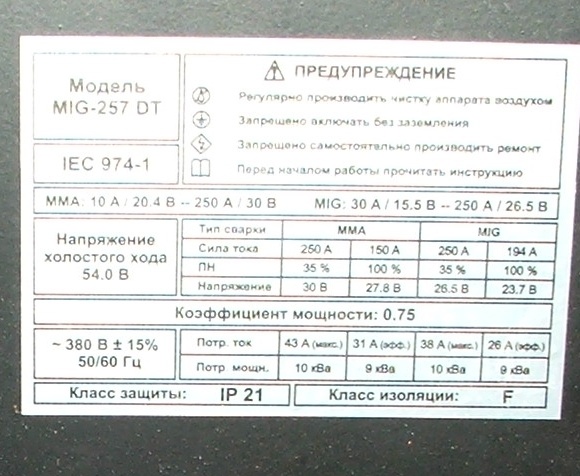 Модель
MIG-257 DT
IEC 974-1
ПРЕДУПРЕЖДЕНИЕ
Регулярно производить чистку аппарата воздухом
Запрещено включать без заземления
Запрещено самостоятельно производить ремонт
Перед началом работы прочитать инструкцию
MMA: 10 A / 20.4 B -- 250 A / 30 B MIG: 30 A / 15.5 B -- 250 A / 26.5 B
Напряжение
холостого хода
54.0 В
Тип сварки MMA MIG
Сила тока 250 А 150 А 250 А 194 А
ПН 35 % 100 % 35 % 100 %
Напряжение 30 В 27.8 В 26.5 В 23.7 В
Коэффициент мощности: 0.75
~ 380 В ± 15%
50/60 Гц
Потр. ток 43 А (макс.) 31 А (эфф.) 38 А (макс.) 26 А (эфф.)
Потр. мощн. 10 кВа 9 кВа 10 кВа 9 кВа
Класс защиты: IP 21 Класс изоляции: F